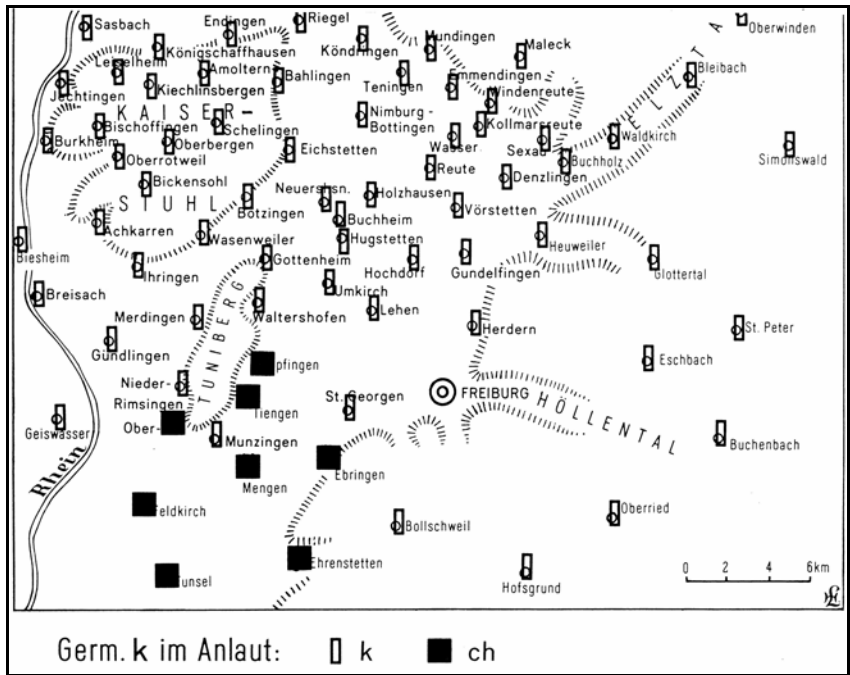 Sasbach
Endingen
Riegel
Oberwinden
Königschaffhausen
Köndringen
Mundingen
Maleck
Leiselheim
Amoltern
Bahlingen
Teningen
Emmendingen
Bleibach
Jechtingen
Kiechlinsbergen
Windenreute
ELZTA
KAISER-
Bischoffingen
Schelingen
Nimburg-
Bottingen
Kollmarsreute
Waldkirch
Burkheim
Oberbergen
Eichstetten
Wasser
Sexau
Buchholz
Simonswald
Oberrotweil
Reute
Denzlingen
Bickensohl
Neuershsn.
Holzhausen
STUHL
Bötzingen
Buchheim
Vörstetten
Achkarren
Wasenweiler
Hugstetten
Heuweiler
Biesheim
Ihringen
Gottenheim
Hochdorf
Gundelfingen
Glottertal
Breisach
Umkirch
Merdingen
Waltershofen
Lehen
Herdern
St. Peter
Gündlingen
TUNIBERG
Eschbach
pfingen
Nieder-
Rimsingen
Tiengen
St. Georgen
FREIBURG
HÖLLENTAL
Ober-
Geiswasser
Munzingen
Buchenbach
Rhein
Mengen
Ebringen
Feldkirch
Bollschweil
Oberried
Ehrenstetten
unsel
Hofsgrund
0 2 4 6km
Germ. k im Anlaut: k ch